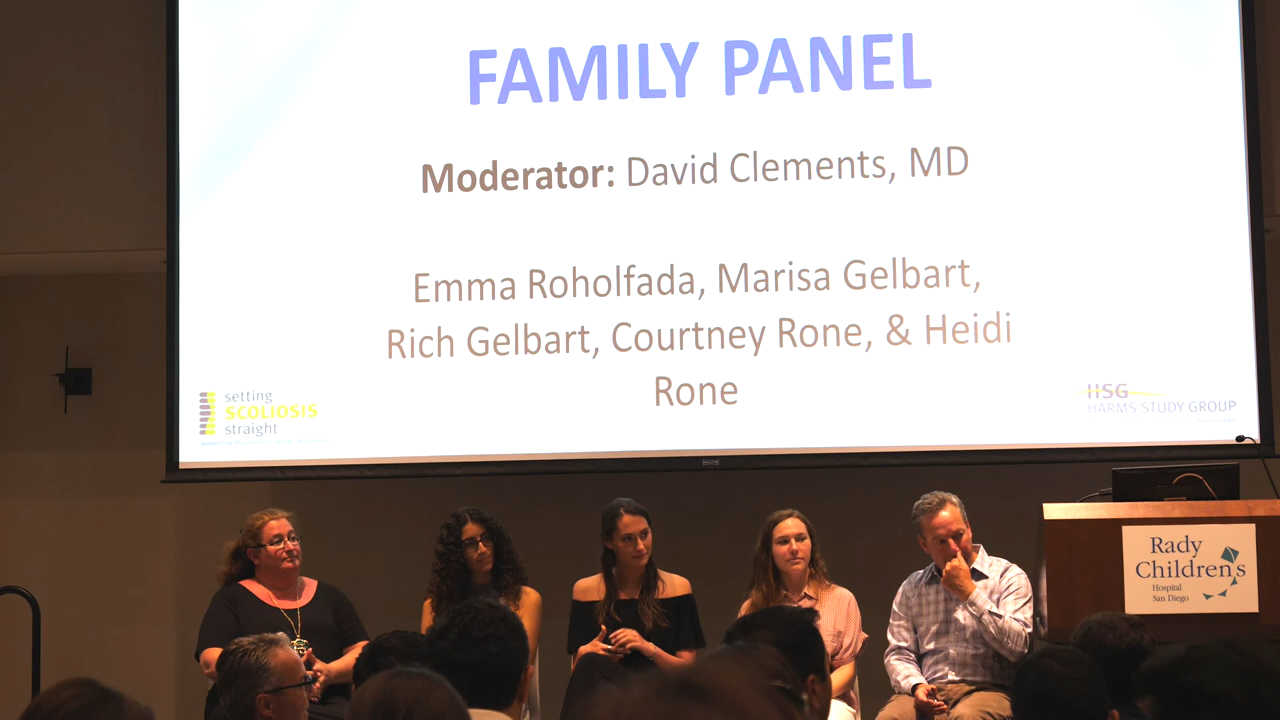 FAMILY PANEL
Moderator: David Clements, MD
Emma Roholfada, Marisa Gelbart,
Rich Gelbart, Courtney Rone, & Heidi
Rone
setting
SCOLIOSIS
straight
HSG
HARMS STUDY GROUP
Rady
Children's
Hospital
San Diego